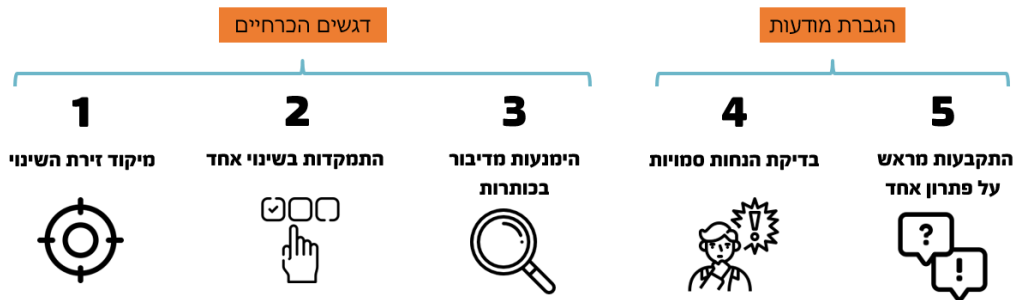 דגשים הכרחיים
הגברת מודעות
1
2
3
4
5
מיקוד זירת השינוי
התמקדות בשינוי אחד
הימנעות מדיבור
בכותרות
בדיקת הנחות סמויות
התקבעות מראש
על פתרון אחד
?
!
!